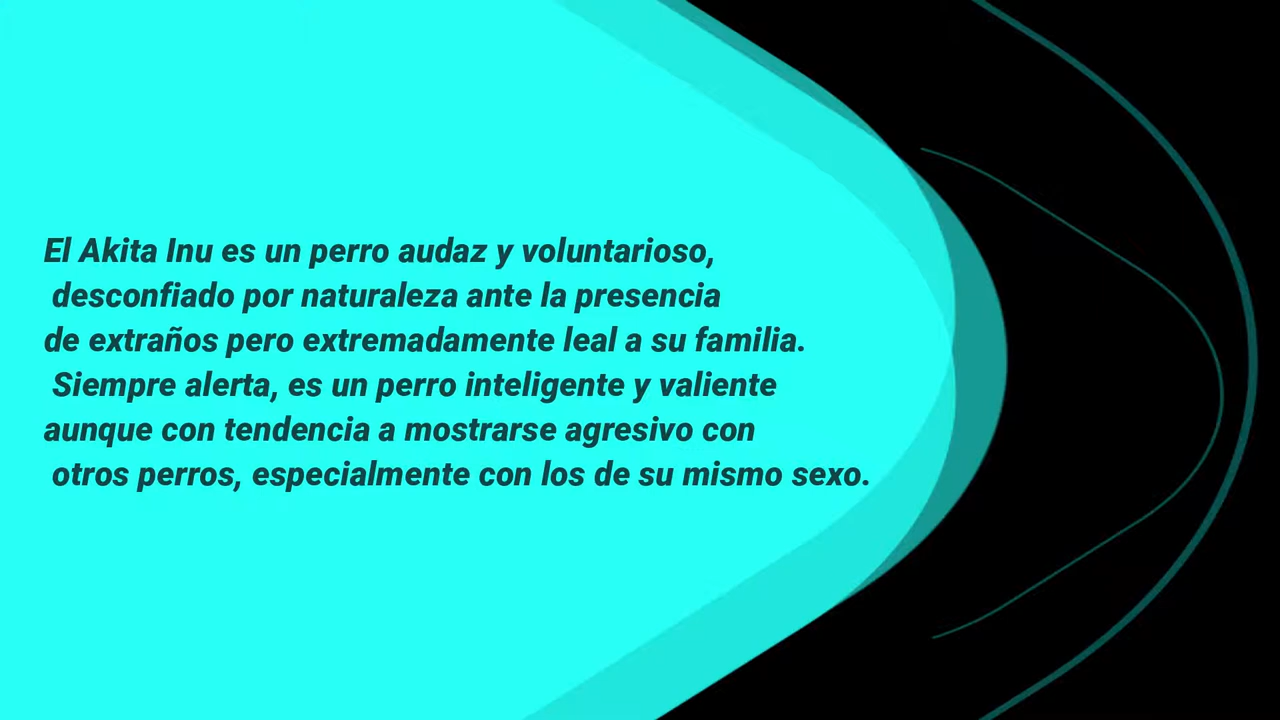 El Akita Inu es un perro audaz y voluntarioso,
desconfiado por naturaleza ante la presencia
de extraños pero extremadamente leal a su familia.
Siempre alerta, es un perro inteligente y valiente
aunque con tendencia a mostrarse agresivo con
otros perros, especialmente con los de su mismo sexo.